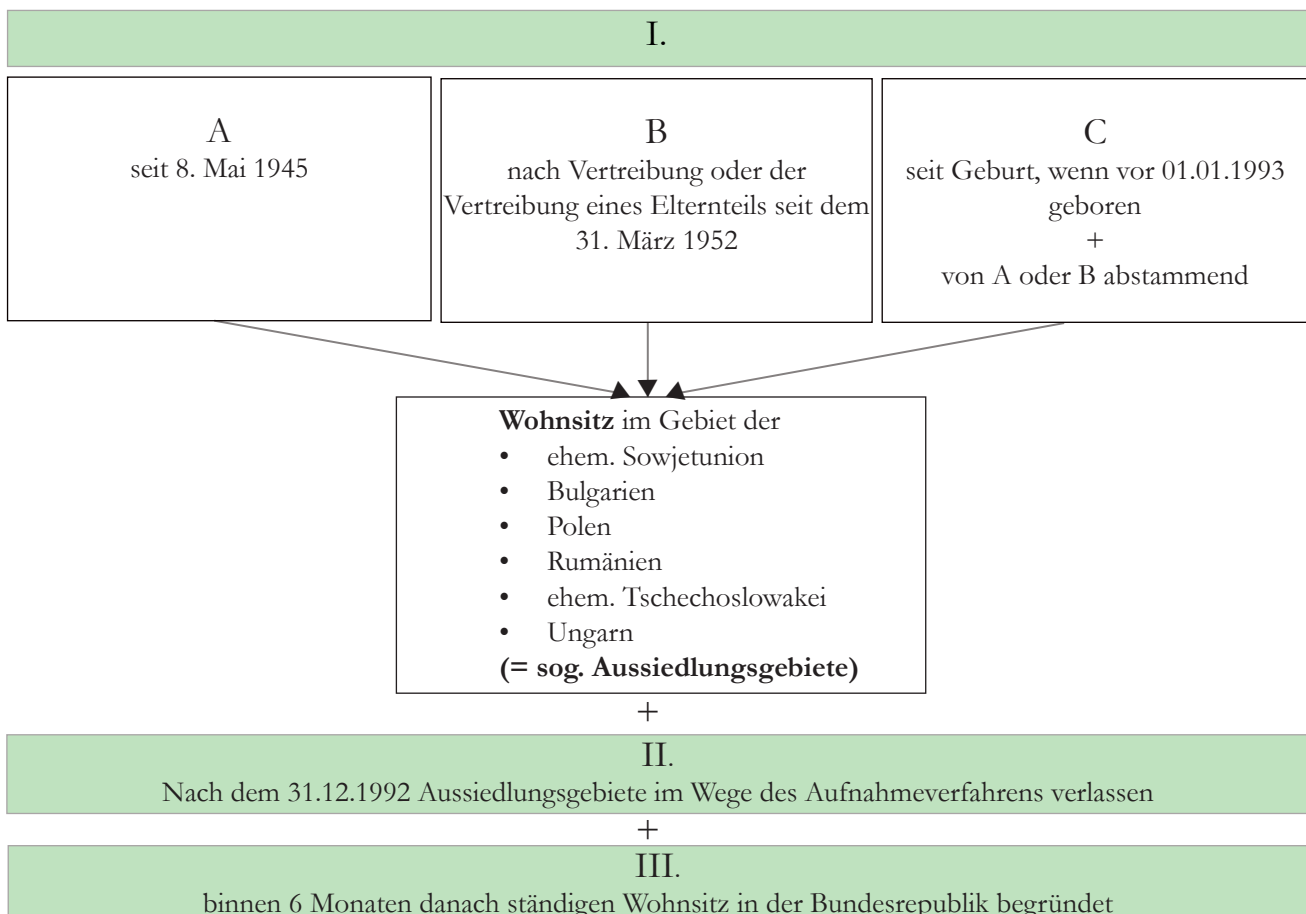 I.
A
seit 8. Mai 1945
B
nach Vertreibung oder der
Vertreibung eines Elternteils seit dem
31. März 1952
C
seit Geburt, wenn vor 01.01.1993
geboren
+
von A oder B abstammend
Wohnsitz im Gebiet der
• ehem. Sowjetunion
• Bulgarien
• Polen
• Rumänien
• ehem. Tschechoslowakei
• Ungarn
(= sog. Aussiedlungsgebiete)
+
II.
Nach dem 31.12.1992 Aussiedlungsgebiete im Wege des Aufnahmeverfahrens verlassen
+
III.
binnen 6 Monaten danach ständigen Wohnsitz in der Bundesrepublik begründet